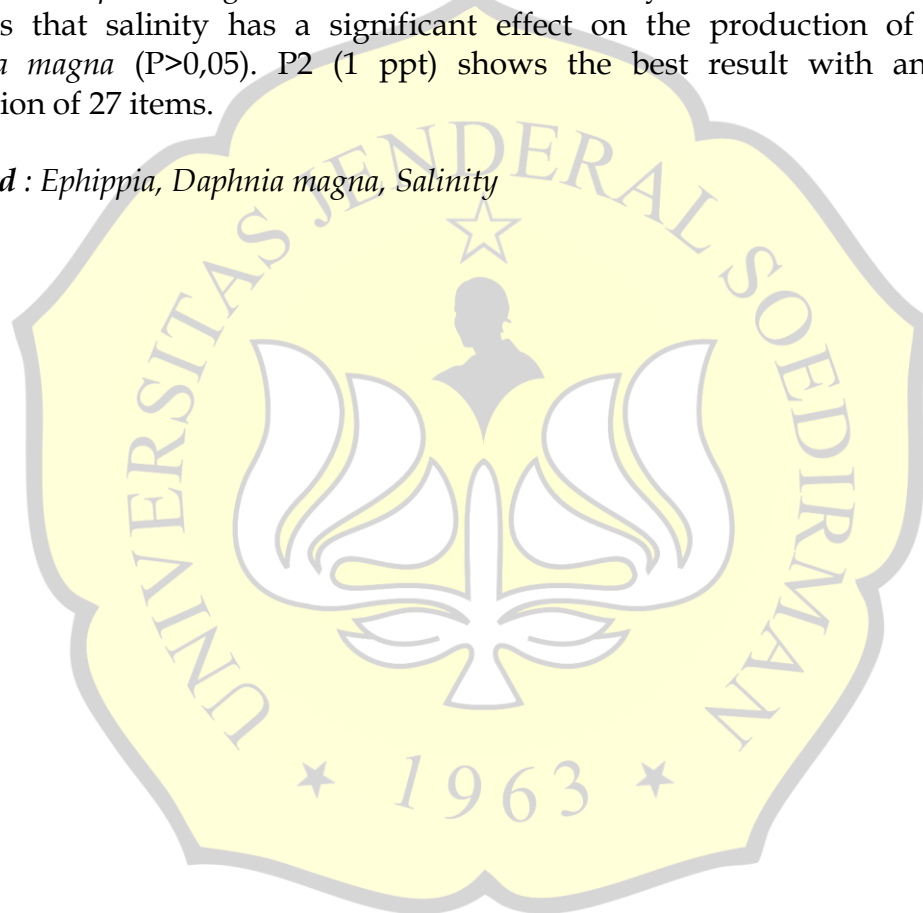 s that salinity has a significant effect on the production of
a magna (P>0,05). P2 (1 ppt) shows the best result with an
ion of 27 items.
d : Ephippia, Daphnia magna, Salinity
UNIVERSITAS JENDERAL SOEDIRMAN
1963